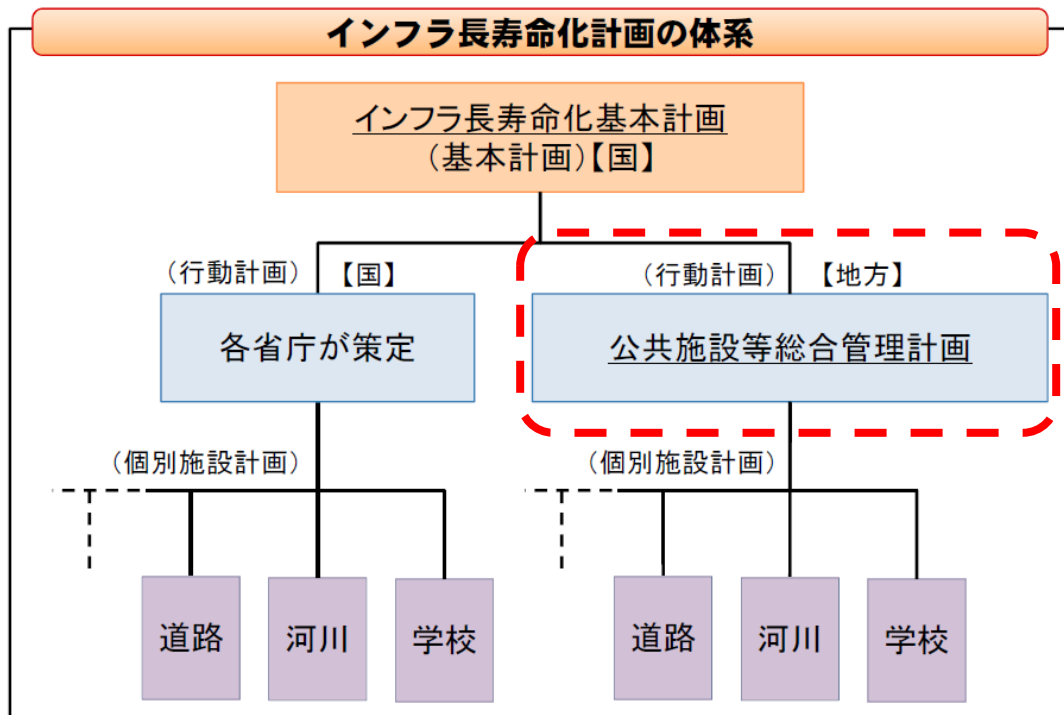 インフラ長寿命化計画の体系
インフラ長寿命化基本計画
(基本計画)【国】
(行動計画) 【国】
各省庁が策定
(行動計画) 【地方】
公共施設等総合管理計画
(個別施設計画)
道路 河川 学校
(個別施設計画)
道路 河川 学校